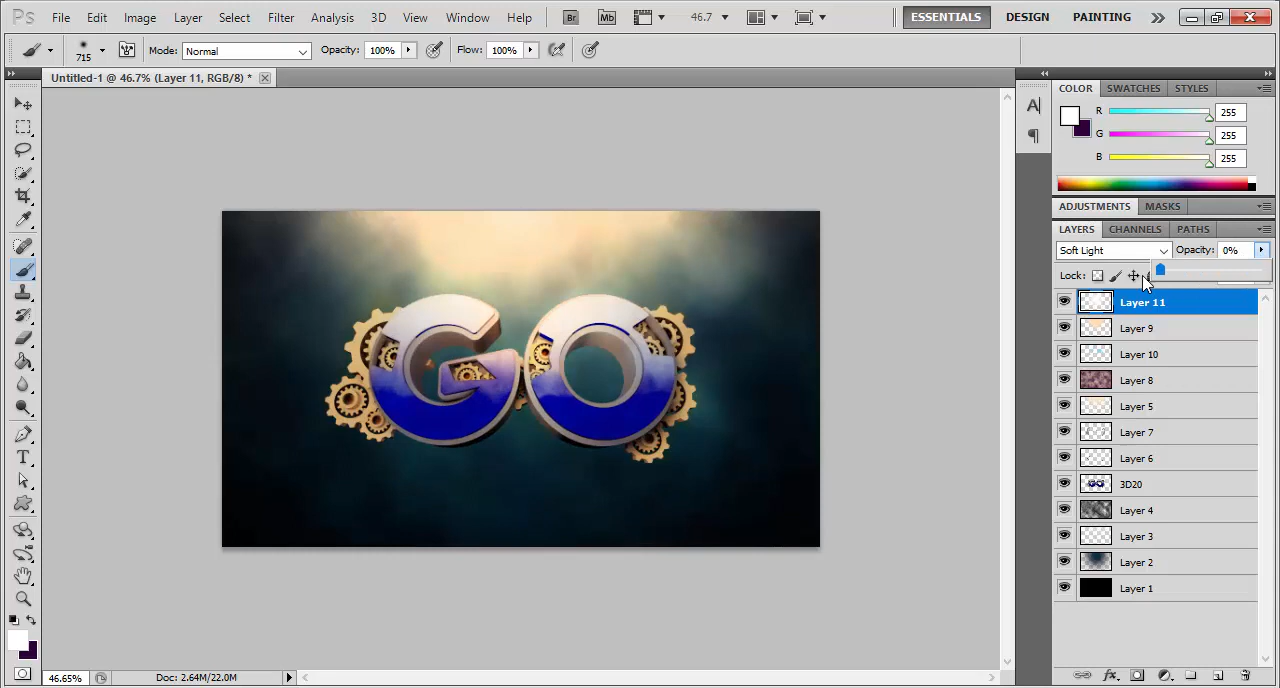 Ps File Edit Image Layer Select Filter Analysis 3D View Window Help Br Mb 46.7 ESSENTIALS DESIGN PAINTING
715 Mode: Normal Opacity: 100% Flow: 100%
Untitled-1 @ 46.7% (Layer 11, RGB/8) *
COLOR SWATCHES STYLES
R 255
G 255
B 255
ADJUSTMENTS MASKS
LAYERS CHANNELS PATHS
Soft Light Opacity: 0%
Lock:
Layer 11
Layer 9
Layer 10
Layer 8
Layer 5
Layer 7
Layer 6
3D20
Layer 4
Layer 3
Layer 2
Layer 1
GO
46.65% Doc: 2.64M/22.0M